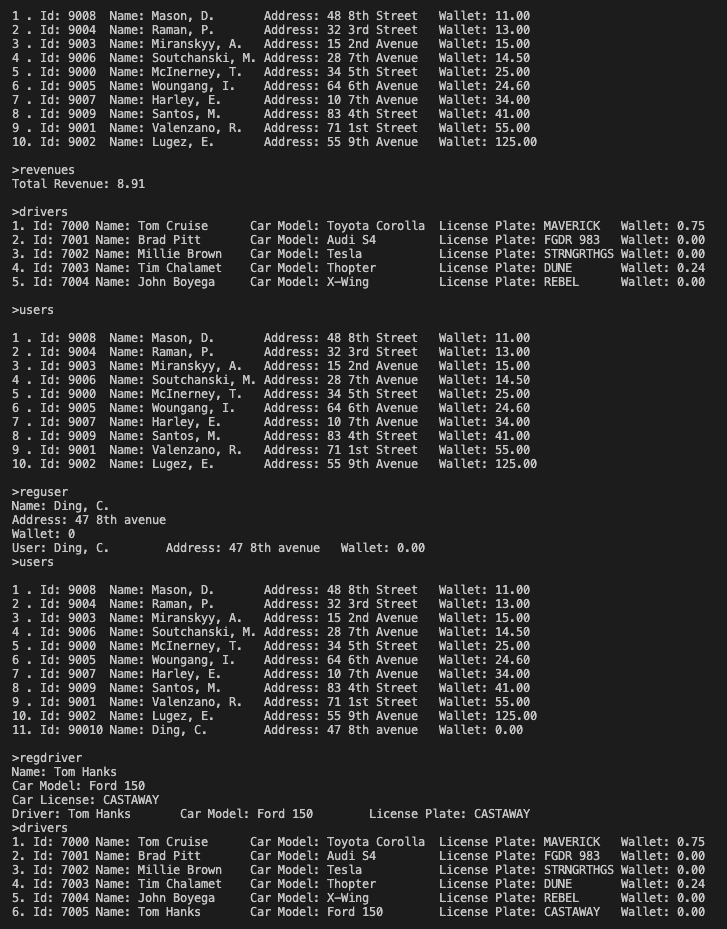 1 . Id: 9008  Name: Mason, D.       Address: 48 8th Street   Wallet: 11.00
2 . Id: 9004  Name: Raman, P.       Address: 32 3rd Street   Wallet: 13.00
3 . Id: 9003  Name: Miranskyy, A.   Address: 15 2nd Avenue   Wallet: 15.00
4 . Id: 9006  Name: Soutchanski, M. Address: 28 7th Avenue   Wallet: 14.50
5 . Id: 9000  Name: McInerney, T.   Address: 34 5th Street   Wallet: 25.00
6 . Id: 9005  Name: Woungang, I.    Address: 64 6th Avenue   Wallet: 24.60
7 . Id: 9007  Name: Harley, E.      Address: 10 7th Avenue   Wallet: 34.00
8 . Id: 9009  Name: Santos, M.      Address: 83 4th Street   Wallet: 41.00
9 . Id: 9001  Name: Valenzano, R.   Address: 71 1st Street   Wallet: 55.00
10. Id: 9002  Name: Lugez, E.       Address: 55 9th Avenue   Wallet: 125.00
>revenues
Total Revenue: 8.91
>drivers
1. Id: 7000 Name: Tom Cruise      Car Model: Toyota Corolla  License Plate: MAVERICK   Wallet: 0.75
2. Id: 7001 Name: Brad Pitt       Car Model: Audi S4         License Plate: FGDR 983   Wallet: 0.00
3. Id: 7002 Name: Millie Brown    Car Model: Tesla           License Plate: STRNGRTHGS Wallet: 0.00
4. Id: 7003 Name: Tim Chalamet    Car Model: Thopter         License Plate: DUNE       Wallet: 0.24
5. Id: 7004 Name: John Boyega     Car Model: X-Wing          License Plate: REBEL      Wallet: 0.00
>users
1 . Id: 9008  Name: Mason, D.       Address: 48 8th Street   Wallet: 11.00
2 . Id: 9004  Name: Raman, P.       Address: 32 3rd Street   Wallet: 13.00
3 . Id: 9003  Name: Miranskyy, A.   Address: 15 2nd Avenue   Wallet: 15.00
4 . Id: 9006  Name: Soutchanski, M. Address: 28 7th Avenue   Wallet: 14.50
5 . Id: 9000  Name: McInerney, T.   Address: 34 5th Street   Wallet: 25.00
6 . Id: 9005  Name: Woungang, I.    Address: 64 6th Avenue   Wallet: 24.60
7 . Id: 9007  Name: Harley, E.      Address: 10 7th Avenue   Wallet: 34.00
8 . Id: 9009  Name: Santos, M.      Address: 83 4th Street   Wallet: 41.00
9 . Id: 9001  Name: Valenzano, R.   Address: 71 1st Street   Wallet: 55.00
10. Id: 9002  Name: Lugez, E.       Address: 55 9th Avenue   Wallet: 125.00
>reguser
Name: Ding, C.
Address: 47 8th avenue
Wallet: 0
User: Ding, C.        Address: 47 8th avenue   Wallet: 0.00
>users
1 . Id: 9008  Name: Mason, D.       Address: 48 8th Street   Wallet: 11.00
2 . Id: 9004  Name: Raman, P.       Address: 32 3rd Street   Wallet: 13.00
3 . Id: 9003  Name: Miranskyy, A.   Address: 15 2nd Avenue   Wallet: 15.00
4 . Id: 9006  Name: Soutchanski, M. Address: 28 7th Avenue   Wallet: 14.50
5 . Id: 9000  Name: McInerney, T.   Address: 34 5th Street   Wallet: 25.00
6 . Id: 9005  Name: Woungang, I.    Address: 64 6th Avenue   Wallet: 24.60
7 . Id: 9007  Name: Harley, E.      Address: 10 7th Avenue   Wallet: 34.00
8 . Id: 9009  Name: Santos, M.      Address: 83 4th Street   Wallet: 41.00
9 . Id: 9001  Name: Valenzano, R.   Address: 71 1st Street   Wallet: 55.00
10. Id: 9002  Name: Lugez, E.       Address: 55 9th Avenue   Wallet: 125.00
11. Id: 90010 Name: Ding, C.        Address: 47 8th avenue   Wallet: 0.00
>regdriver
Name: Tom Hanks
Car Model: Ford 150
Car License: CASTAWAY
Driver: Tom Hanks       Car Model: Ford 150        License Plate: CASTAWAY
>drivers
1. Id: 7000 Name: Tom Cruise      Car Model: Toyota Corolla  License Plate: MAVERICK   Wallet: 0.75
2. Id: 7001 Name: Brad Pitt       Car Model: Audi S4         License Plate: FGDR 983   Wallet: 0.00
3. Id: 7002 Name: Millie Brown    Car Model: Tesla           License Plate: STRNGRTHGS Wallet: 0.00
4. Id: 7003 Name: Tim Chalamet    Car Model: Thopter         License Plate: DUNE       Wallet: 0.24
5. Id: 7004 Name: John Boyega     Car Model: X-Wing          License Plate: REBEL      Wallet: 0.00
6. Id: 7005 Name: Tom Hanks       Car Model: Ford 150        License Plate: CASTAWAY   Wallet: 0.00